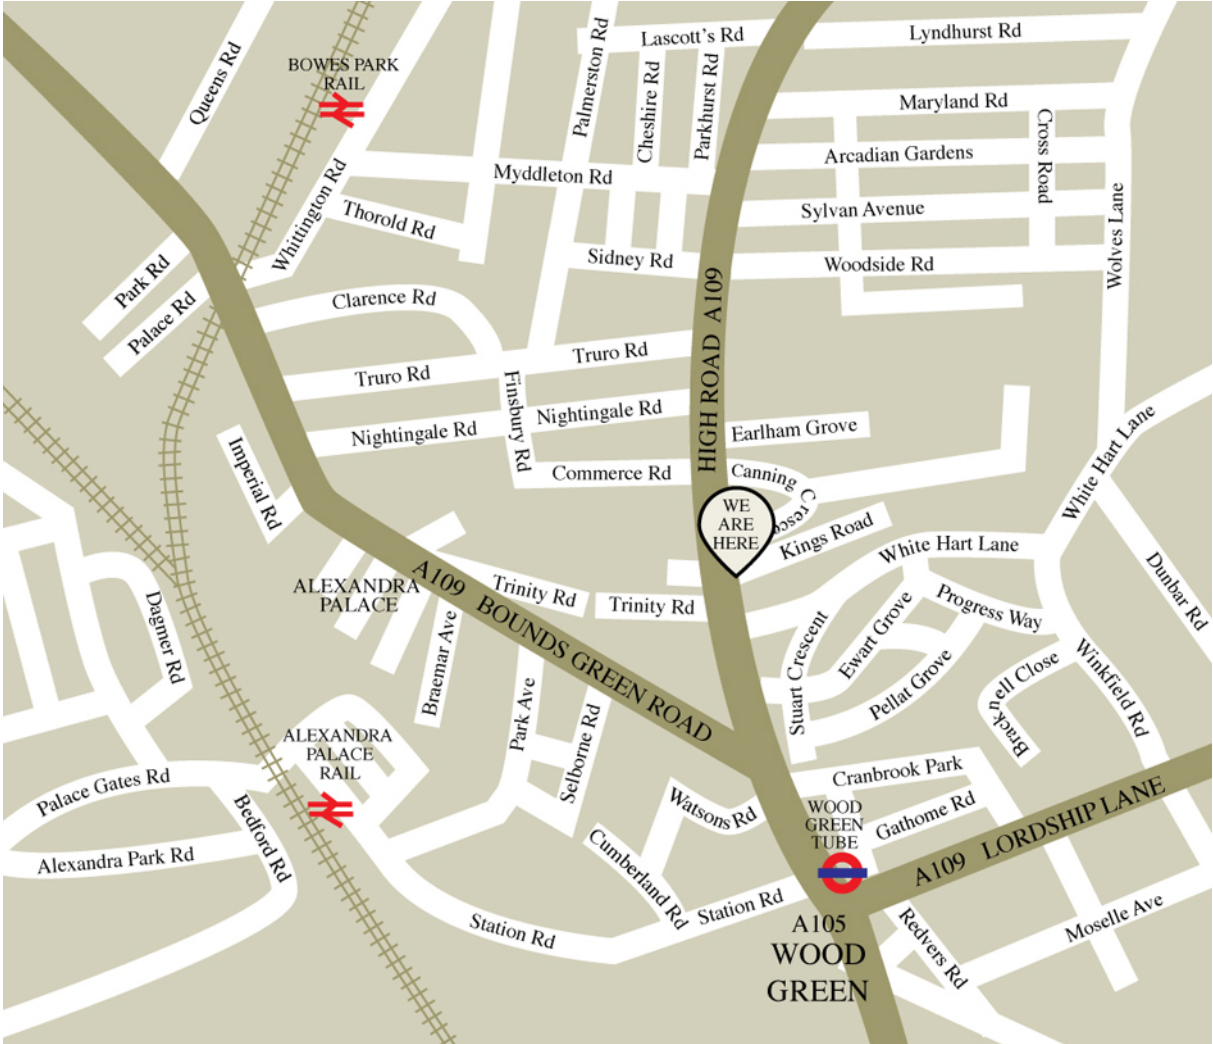 Queens Rd
BOWES PARK
RAIL
Palmerston Rd
Lascott's Rd
Lyndhurst Rd
Cheshire Rd
Parkhurst Rd
Maryland Rd
Cross Road
Arcadian Gardens
Myddleton Rd
Whittington Rd
Thorold Rd
Sylvan Avenue
Wolves Lane
Park Rd
Palace Rd
Sidney Rd
Woodside Rd
Clarence Rd
HIGH ROAD A109
Truro Rd
Truro Rd
Finsbury Rd
Nightingale Rd
Nightingale Rd
Earlham Grove
Imperial Rd
Commerce Rd
Canning
Cresce
WE
ARE
HERE
Kings Road
White Hart Lane
White Hart Lane
Dunbar Rd
ALEXANDRA
PALACE
A109 BOUNDS GREEN ROAD
Trinity Rd
Trinity Rd
Dagmer Rd
Braemar Ave
Stuart Crescent
Ewart Grove
Progress Way
Pellat Grove
Bracknell Close
Winkfield Rd
Park Ave
Selborne Rd
ALEXANDRA
PALACE
RAIL
Palace Gates Rd
Bedford Rd
Alexandra Park Rd
Watsons Rd
Cranbrook Park
WOOD
GREEN
TUBE
Gathome Rd
A109 LORDSHIP LANE
Cumberland Rd
Station Rd
Station Rd
A105
WOOD
GREEN
Redvers Rd
Moselle Ave